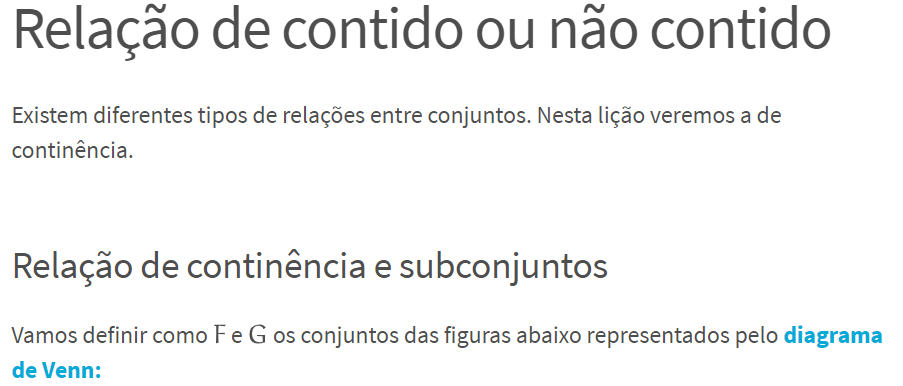 Relação de contido ou não contido
Existem diferentes tipos de relações entre conjuntos. Nesta lição veremos a de
continência.
Relação de continência e subconjuntos
Vamos definir como F e G os conjuntos das figuras abaixo representados pelo diagrama
de Venn: